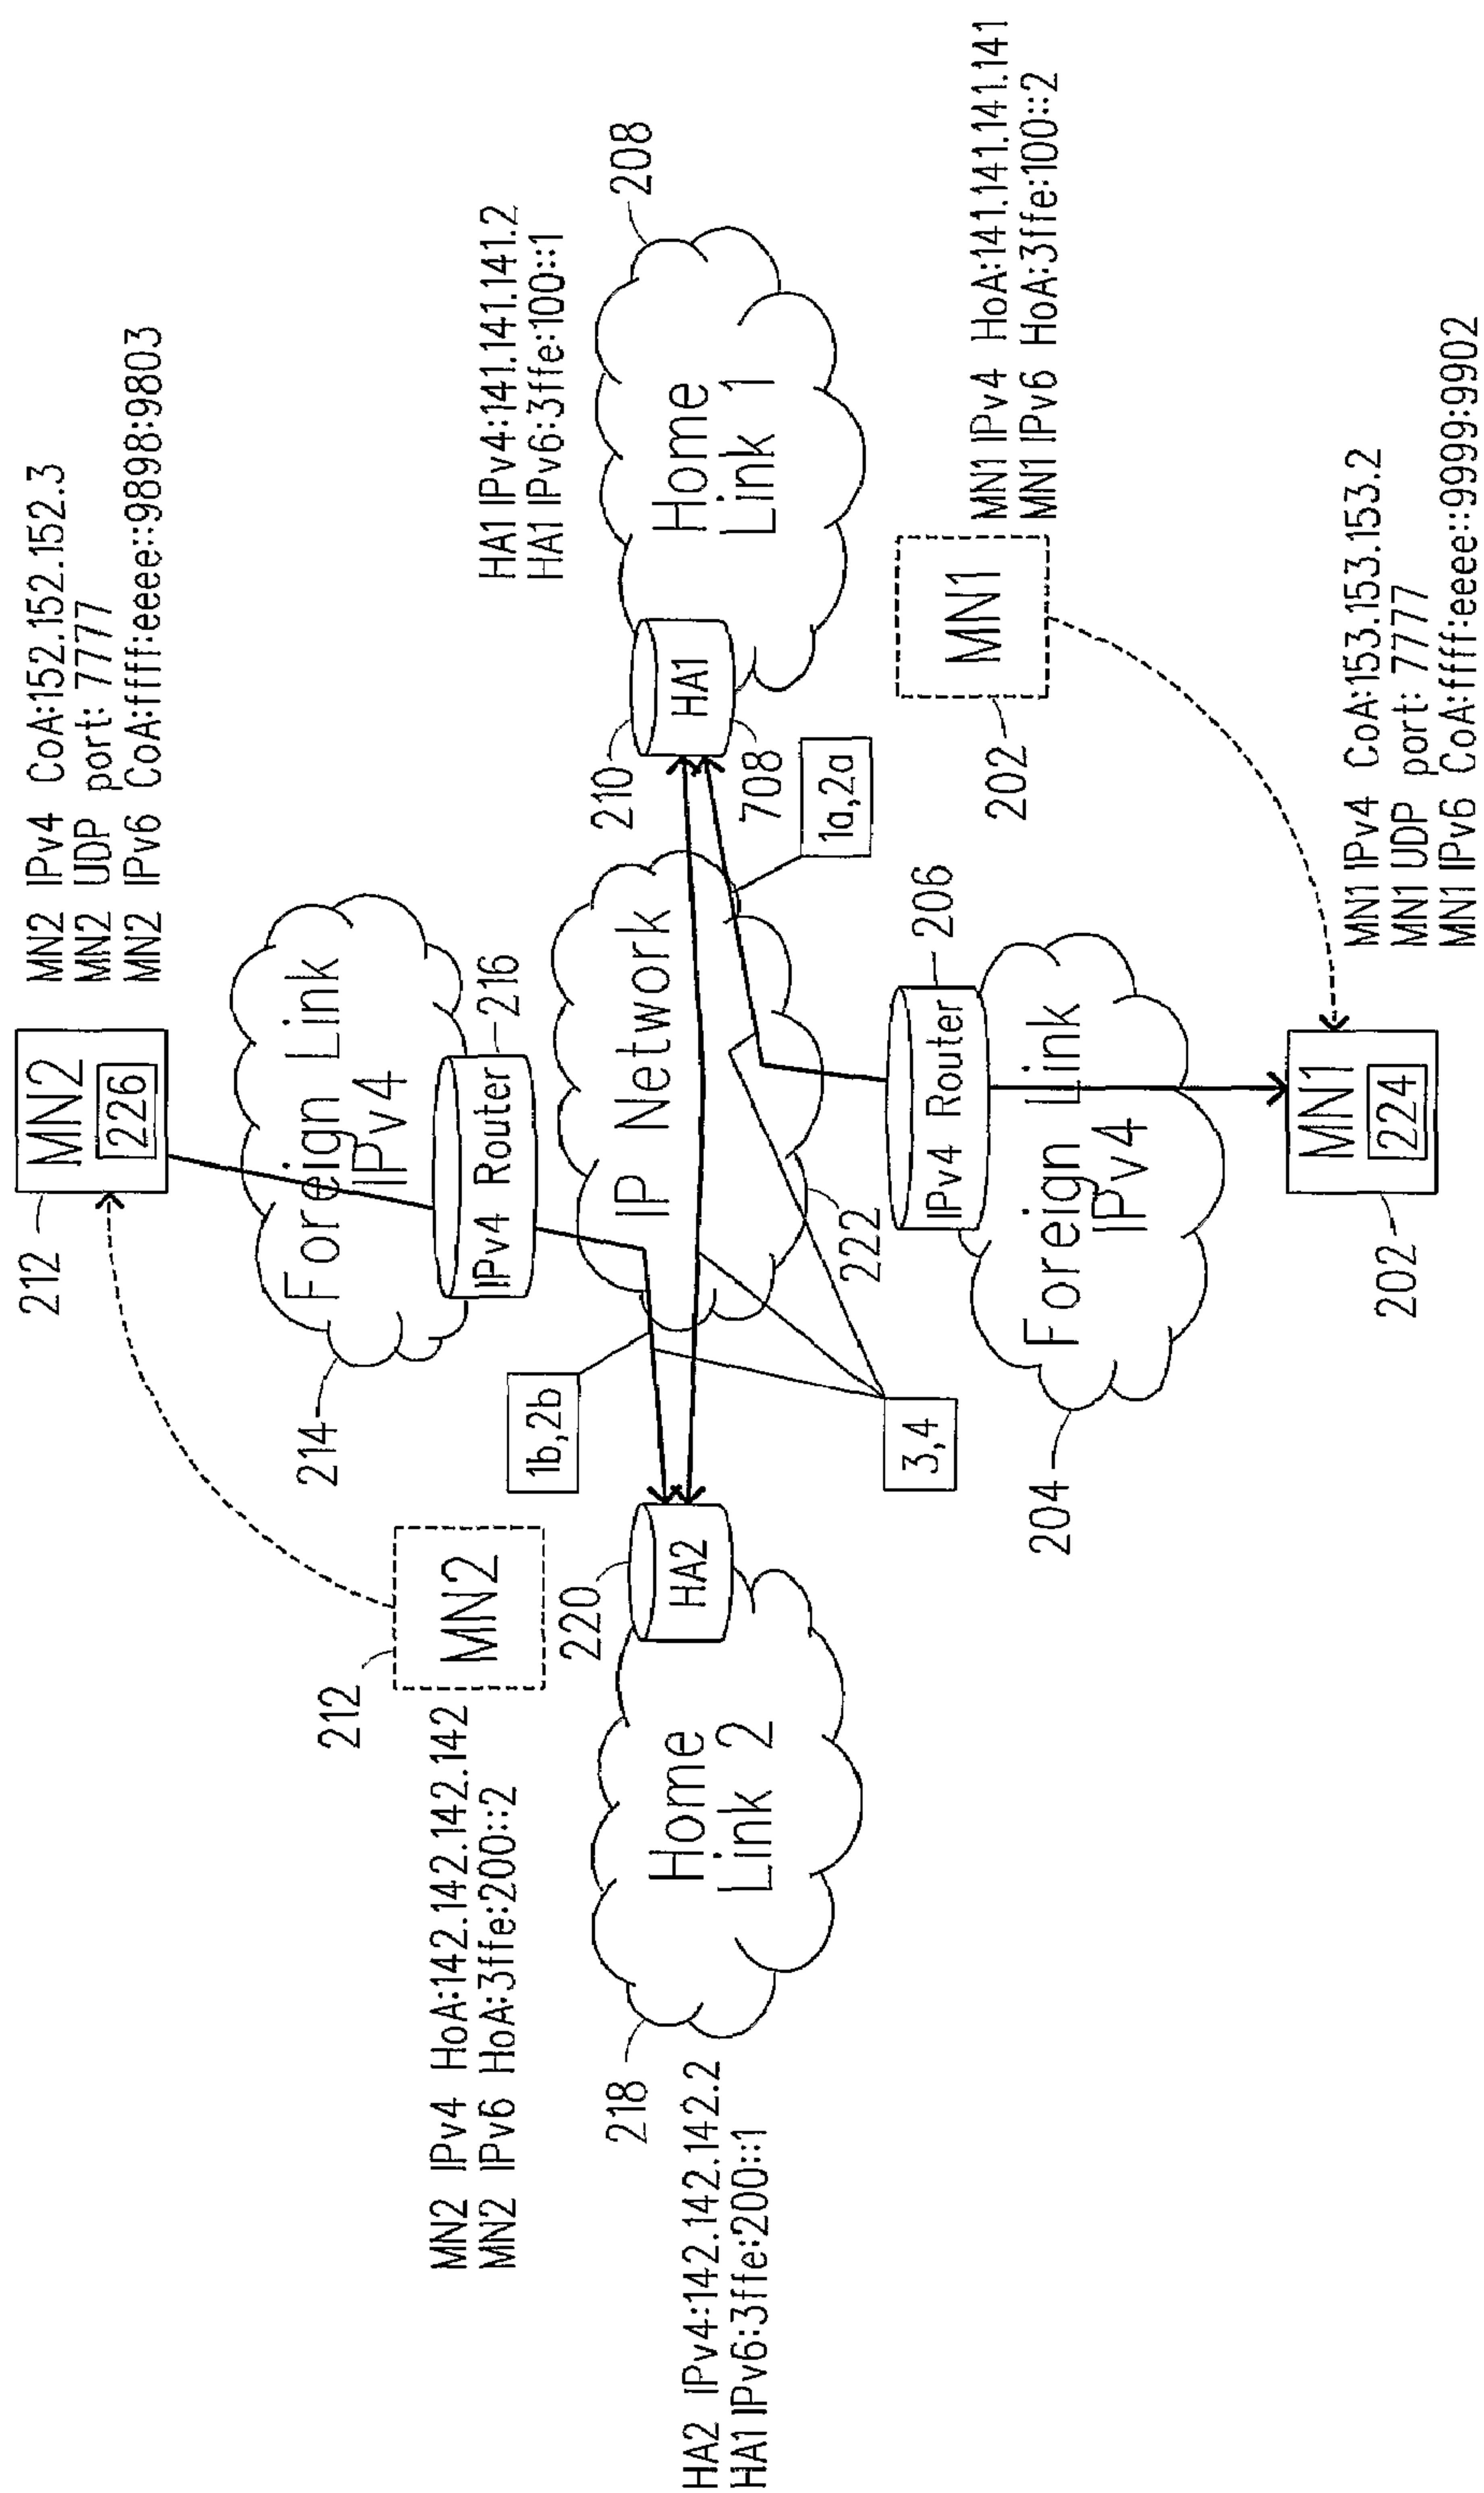 MN2 IPv4 CoA:152.152.152.3
MN2 UDP port: 7777
MN2 IPv6 CoA:ffff:eeee::9898:9803
212
MN2
226
214
Foreign Link
IPv4
216
IPv4 Router
212
MN2
MN2 IPv4 HoA:142.142.142.142
MN2 IPv6 HoA:3ffe:200::2
HA1 IPv4:141.141.141.2
HA1 IPv6:3ffe:100::1
208
1b,2b
220
210
218
Home
Link 2
HA2
IP Network
HA1
Home
Link 1
HA2 IPv4:142.142.142.2
HA1 IPv6:3ffe:200::1
708
1a,2a
222
3,4
206
IPv4 Router
202
MN1
MN1 IPv4 HoA:141.141.141.141
MN1 IPv6 HoA:3ffe:100::2
204
Foreign Link
IPv4
202
MN1
224
MN1 IPv4 CoA:153.153.153.2
MN1 UDP port: 7777
MN1 IPv6 CoA:ffff:eeee::9999:9902